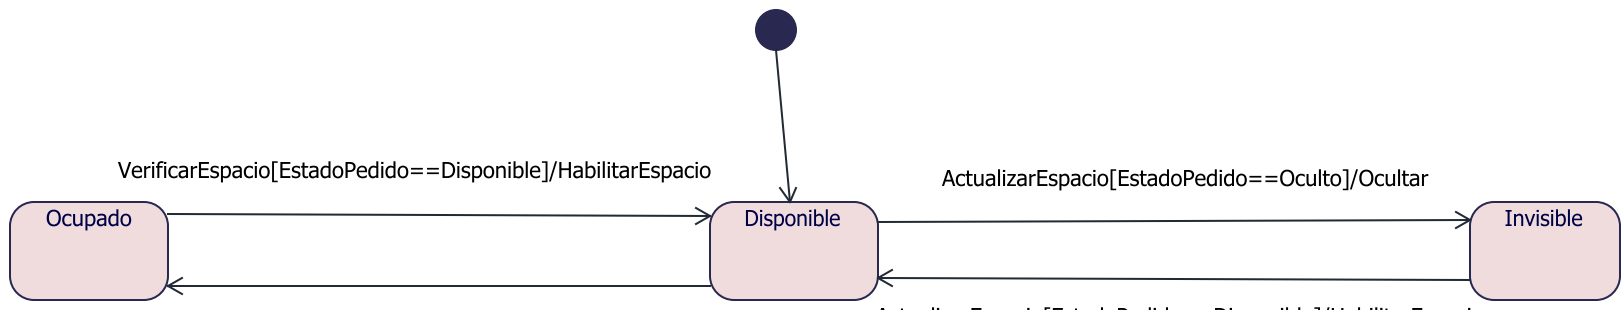 VerificarEspacio[EstadoPedido==Disponible]/HabilitarEspacio
ActualizarEspacio[EstadoPedido==Oculto]/Ocultar
Ocupado
Disponible
Invisible